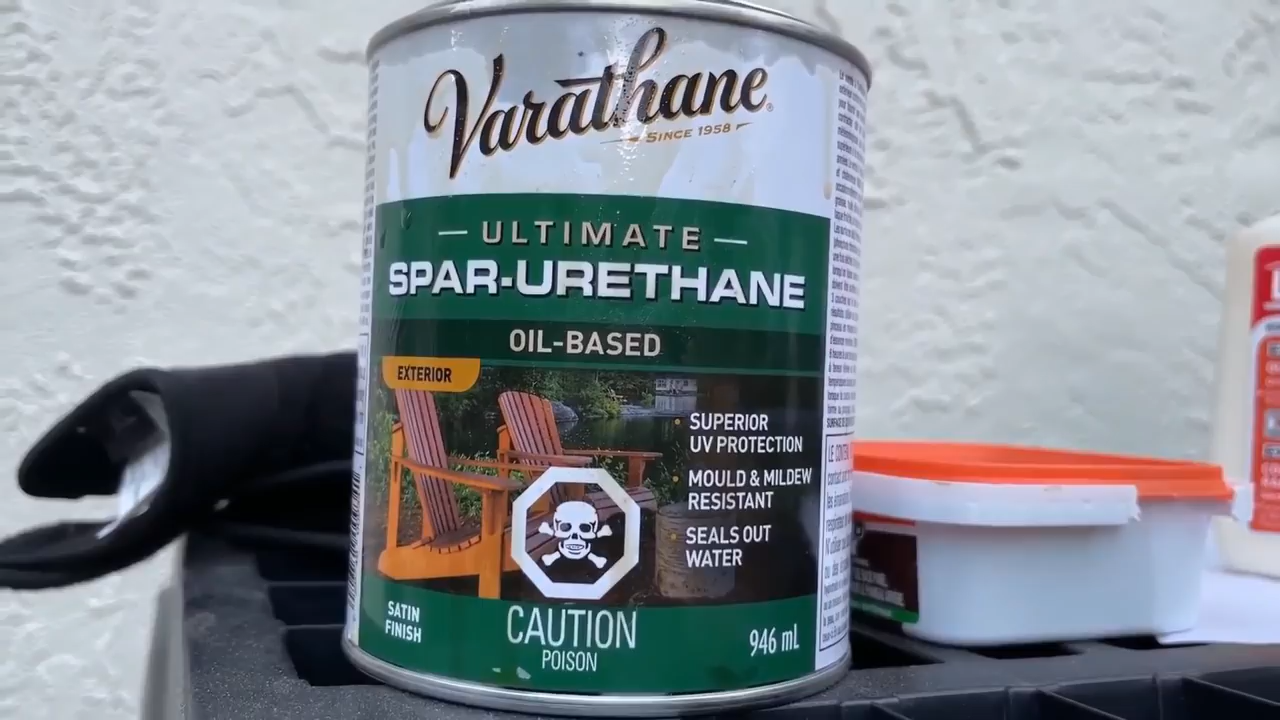 Varathane®
SINCE 1958
ULTIMATE
SPAR-URETHANE
OIL-BASED
EXTERIOR
SUPERIOR
UV PROTECTION
MOULD & MILDEW
RESISTANT
SEALS OUT
WATER
SATIN
FINISH
CAUTION
POISON
946 mL